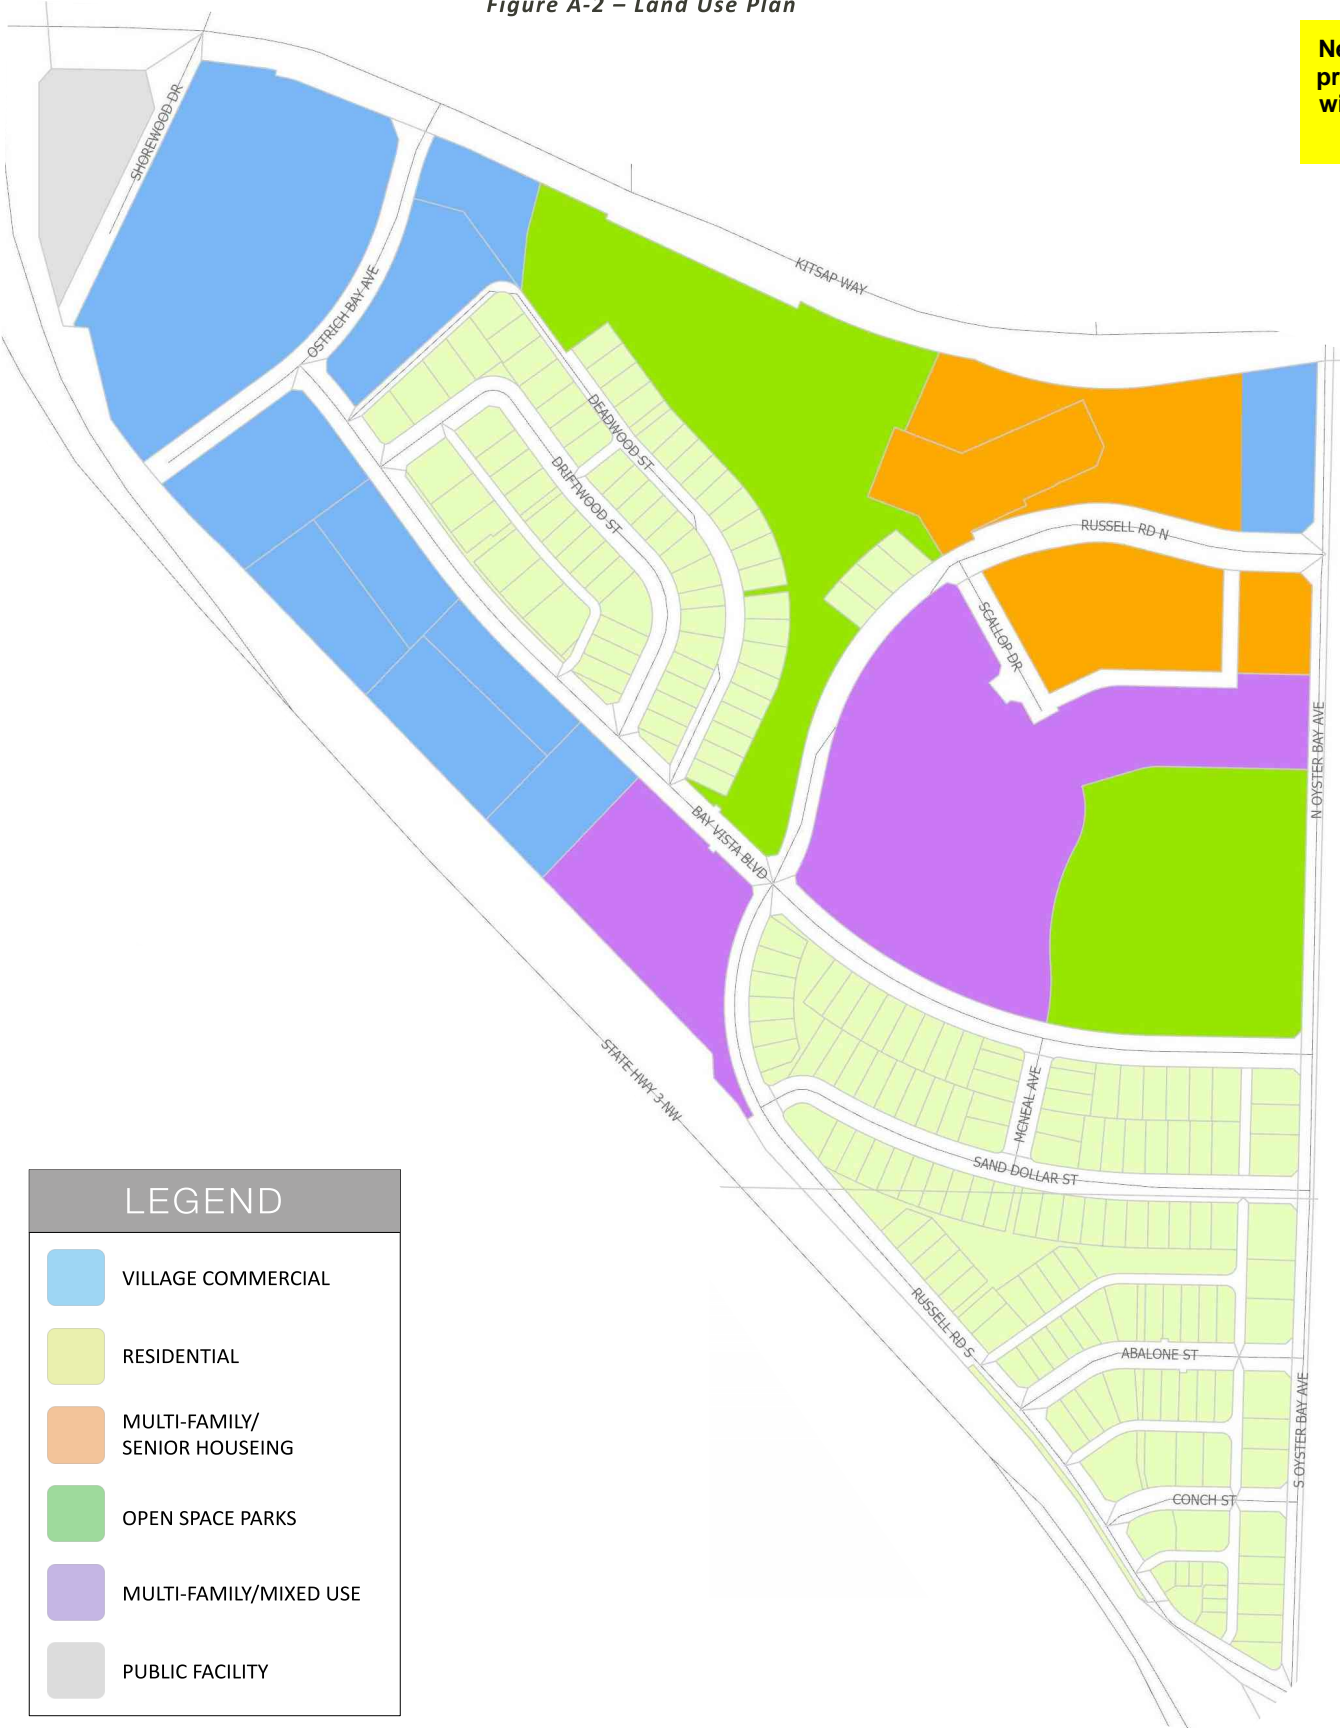 Figure A-2 – Land Use Plan
SHOREWOOD DR
OSTRICH BAY AVE
KITSAP WAY
DEADWOOD ST
DRIFTWOOD ST
RUSSELL RD N
SCALLOP DR
N OYSTER BAY AVE
BAY VISTA BLVD
STATE HWY 3 NW
MCNEAL AVE
SAND DOLLAR ST
RUSSELL RD S
ABALONE ST
S OYSTER BAY AVE
CONCH ST
LEGEND
VILLAGE COMMERCIAL
RESIDENTIAL
MULTI-FAMILY/
SENIOR HOUSEING
OPEN SPACE PARKS
MULTI-FAMILY/MIXED USE
PUBLIC FACILITY